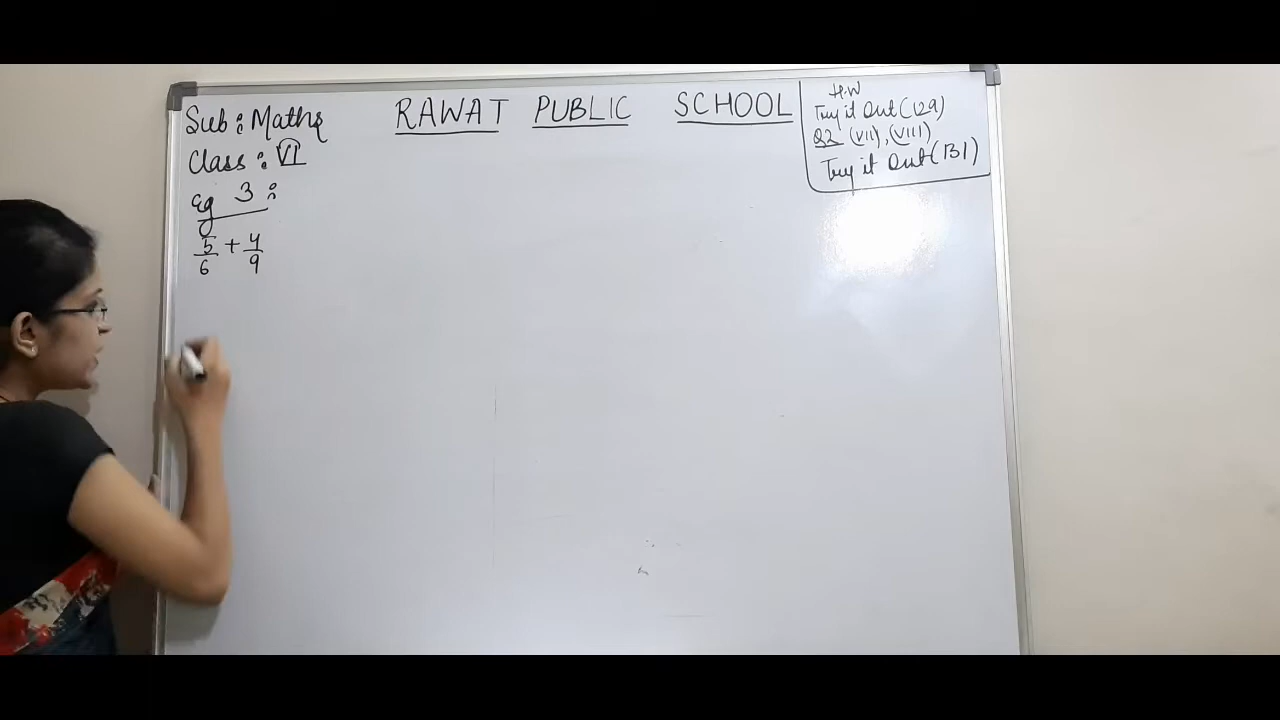 RAWAT PUBLIC SCHOOL
Sub : Maths
Class : VI
Eg 3 :
5/6 + 4/9
H.W
Try it Out (129)
Q2 (VII), (VIII)
Try it Out (131)